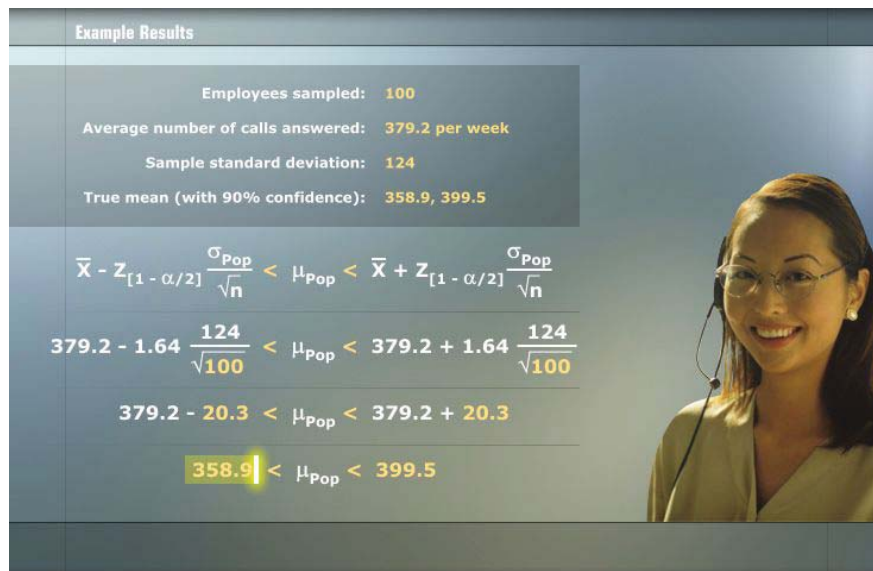 Example Results
Employees sampled: 100
Average number of calls answered: 379.2 per week
Sample standard deviation: 124
True mean (with 90% confidence): 358.9, 399.5
X̅ - Z[1 - α/2] σPop/√n < μPop < X̅ + Z[1 - α/2] σPop/√n
379.2 - 1.64 124/√100 < μPop < 379.2 + 1.64 124/√100
379.2 - 20.3 < μPop < 379.2 + 20.3
358.9 < μPop < 399.5